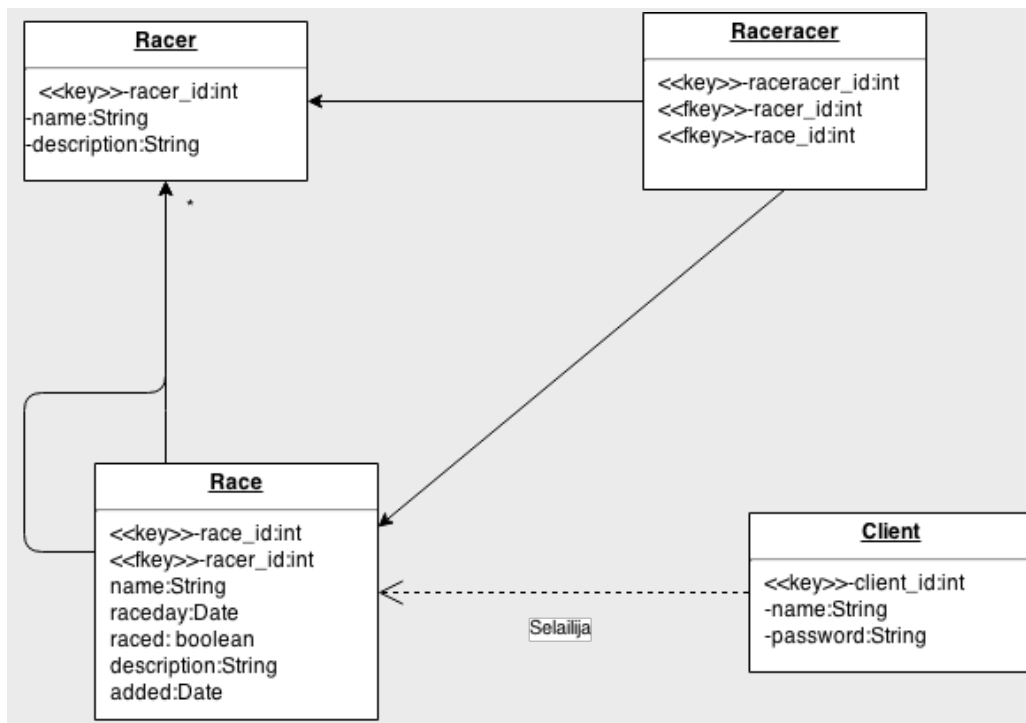 Racer
<<key>>-racer_id:int
-name:String
-description:String
*
Raceracer
<<key>>-raceracer_id:int
<<fkey>>-racer_id:int
<<fkey>>-race_id:int
Race
<<key>>-race_id:int
<<fkey>>-racer_id:int
name:String
raceday:Date
raced: boolean
description:String
added:Date
Selailija
Client
<<key>>-client_id:int
-name:String
-password:String